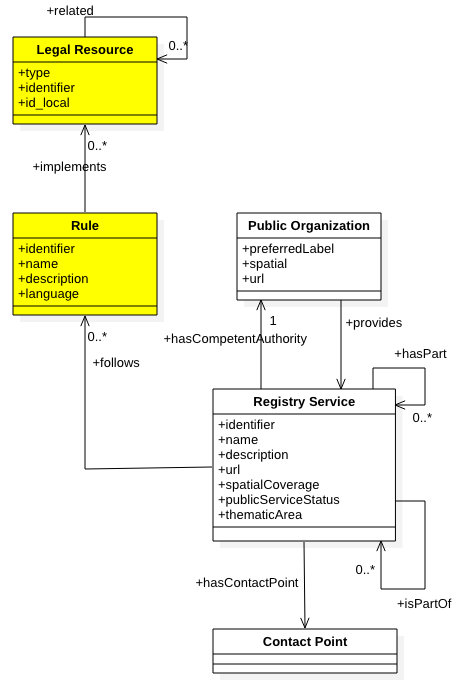 +related
0..*
Legal Resource
+type
+identifier
+id_local
0..*
+implements
Rule
+identifier
+name
+description
+language
Public Organization
+preferredLabel
+spatial
+url
0..*
+follows
1
+hasCompetentAuthority
+provides
+hasPart
0..*
Registry Service
+identifier
+name
+description
+url
+spatialCoverage
+publicServiceStatus
+thematicArea
0..*
+isPartOf
+hasContactPoint
Contact Point